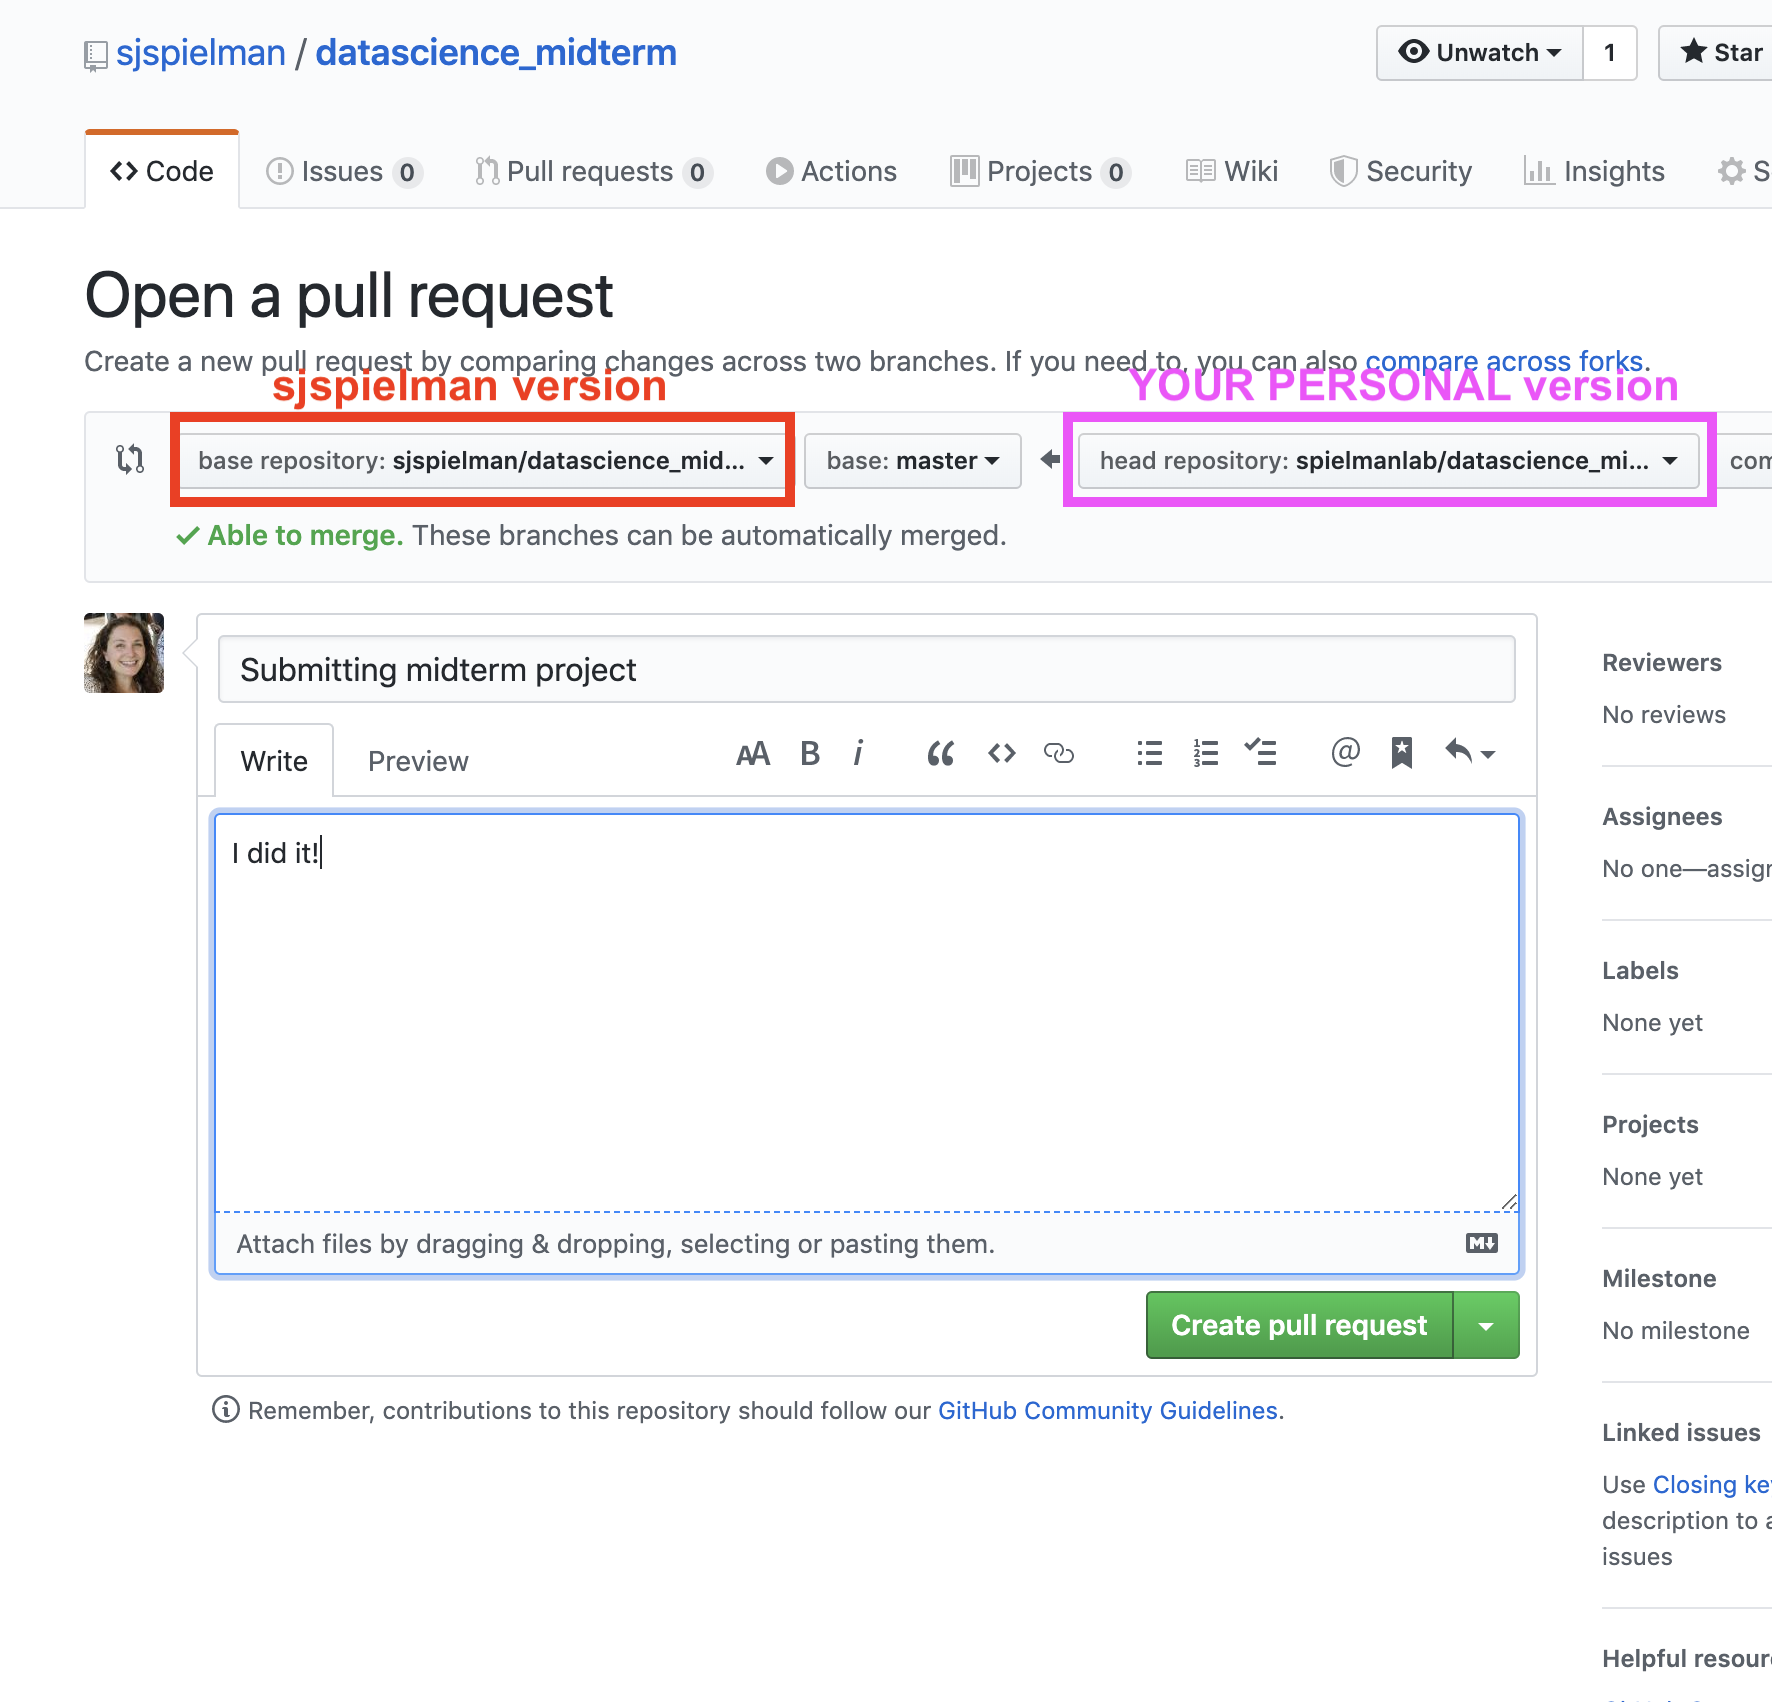 sjspielman / datascience_midterm
Unwatch 1 Star
Code Issues 0 Pull requests 0 Actions Projects 0 Wiki Security Insights
Open a pull request
Create a new pull request by comparing changes across two branches. If you need to, you can also compare across forks.
sjspielman version YOUR PERSONAL version
base repository: sjspielman/datascience_mid... base: master head repository: spielmanlab/datascience_mi...
Able to merge. These branches can be automatically merged.
Submitting midterm project
Write Preview
I did it!
Attach files by dragging & dropping, selecting or pasting them.
Create pull request
Remember, contributions to this repository should follow our GitHub Community Guidelines.
Reviewers
No reviews
Assignees
No one—assign
Labels
None yet
Projects
None yet
Milestone
No milestone
Linked issues
Use Closing
description to
issues
Helpful